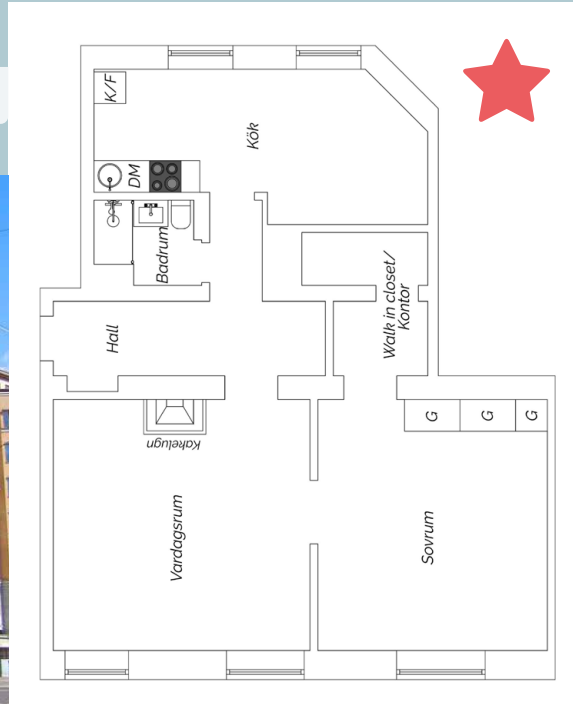 K/F
Kök
DM
Badrum
Walk in closet/
Kontor
Hall
Kakelugn
G
G
G
Vardagsrum
Sovrum